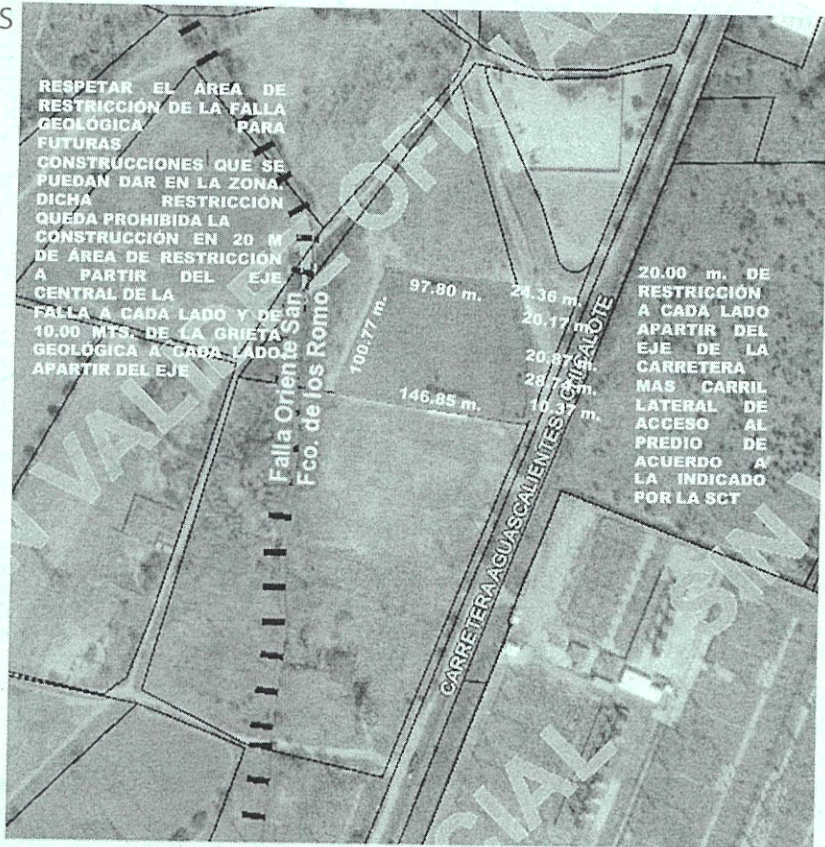 S
RESPETAR EL ÁREA DE
RESTRICCIÓN DE LA FALLA
GEOLÓGICA PARA
FUTURAS
CONSTRUCCIONES QUE SE
PUEDAN DAR EN LA ZONA.
DICHA RESTRICCIÓN
QUEDA PROHIBIDA LA
CONSTRUCCIÓN EN 20 M
DE ÁREA DE RESTRICCIÓN
A PARTIR DEL EJE
CENTRAL DE LA
FALLA A CADA LADO Y DE
10.00 MTS. DE LA GRIETA
GEOLÓGICA A CADA LADO
APARTIR DEL EJE
Falla Oriente San
Fco. de los Romo
100.77 m.
97.80 m.
24.36 m.
20.17 m.
20.87 m.
28.74 m.
10.37 m.
146.85 m.
CARRETERA AGUASCALIENTES CHICALOTE
20.00 m. DE
RESTRICCIÓN
A CADA LADO
APARTIR DEL
EJE DE LA
CARRETERA
MAS CARRIL
LATERAL DE
ACCESO AL
PREDIO DE
ACUERDO A
LA INDICADO
POR LA SCT
SIN VALIDEZ OFICIAL